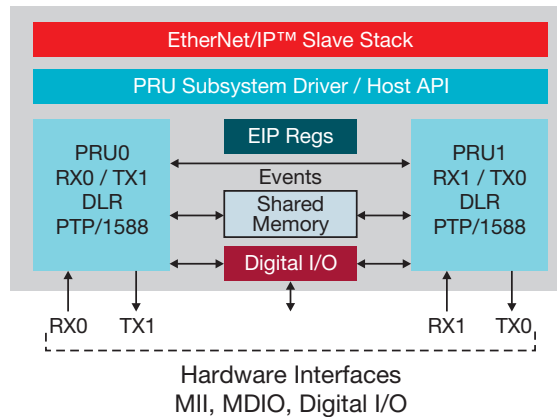 EtherNet/IP™ Slave Stack
PRU Subsystem Driver / Host API
PRU0
RX0 / TX1
DLR
PTP/1588
EIP Regs
Events
Shared
Memory
Digital I/O
PRU1
RX1 / TX0
DLR
PTP/1588
RX0
TX1
RX1
TX0
Hardware Interfaces
MII, MDIO, Digital I/O